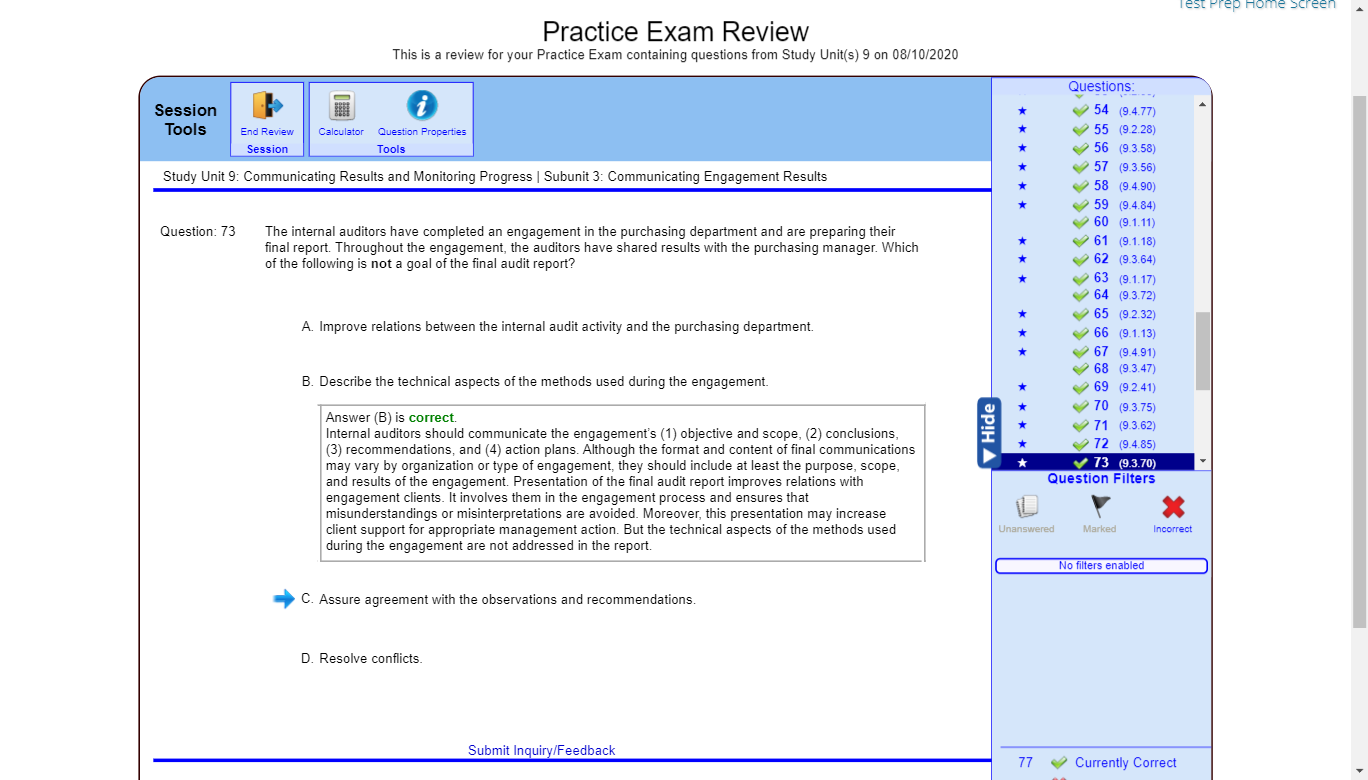 Test Prep Home Screen
Practice Exam Review
This is a review for your Practice Exam containing questions from Study Unit(s) 9 on 08/10/2020
Session
Tools
End Review
Session
Calculator
Question Properties
Tools
Study Unit 9: Communicating Results and Monitoring Progress | Subunit 3: Communicating Engagement Results
Question: 73
The internal auditors have completed an engagement in the purchasing department and are preparing their
final report. Throughout the engagement, the auditors have shared results with the purchasing manager. Which
of the following is not a goal of the final audit report?
A. Improve relations between the internal audit activity and the purchasing department.
B. Describe the technical aspects of the methods used during the engagement.
Answer (B) is correct.
Internal auditors should communicate the engagement's (1) objective and scope, (2) conclusions,
(3) recommendations, and (4) action plans. Although the format and content of final communications
may vary by organization or type of engagement, they should include at least the purpose, scope,
and results of the engagement. Presentation of the final audit report improves relations with
engagement clients. It involves them in the engagement process and ensures that
misunderstandings or misinterpretations are avoided. Moreover, this presentation may increase
client support for appropriate management action. But the technical aspects of the methods used
during the engagement are not addressed in the report.
C. Assure agreement with the observations and recommendations.
D. Resolve conflicts.
Submit Inquiry/Feedback
Questions:
54 (9.4.77)
55 (9.2.28)
56 (9.3.58)
57 (9.3.56)
58 (9.4.90)
59 (9.4.84)
60 (9.1.11)
61 (9.1.18)
62 (9.3.64)
63 (9.1.17)
64 (9.3.72)
65 (9.2.32)
66 (9.1.13)
67 (9.4.91)
68 (9.3.47)
69 (9.2.41)
70 (9.3.75)
71 (9.3.62)
72 (9.4.85)
73 (9.3.70)
Hide
Question Filters
Unanswered
Marked
Incorrect
No filters enabled
77 Currently Correct